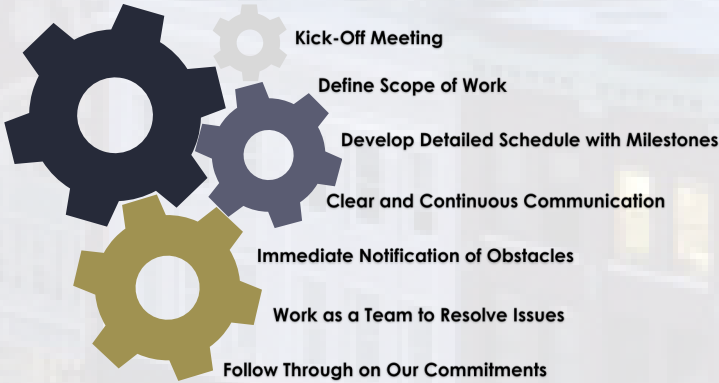 Kick-Off Meeting
Define Scope of Work
Develop Detailed Schedule with Milestones
Clear and Continuous Communication
Immediate Notification of Obstacles
Work as a Team to Resolve Issues
Follow Through on Our Commitments